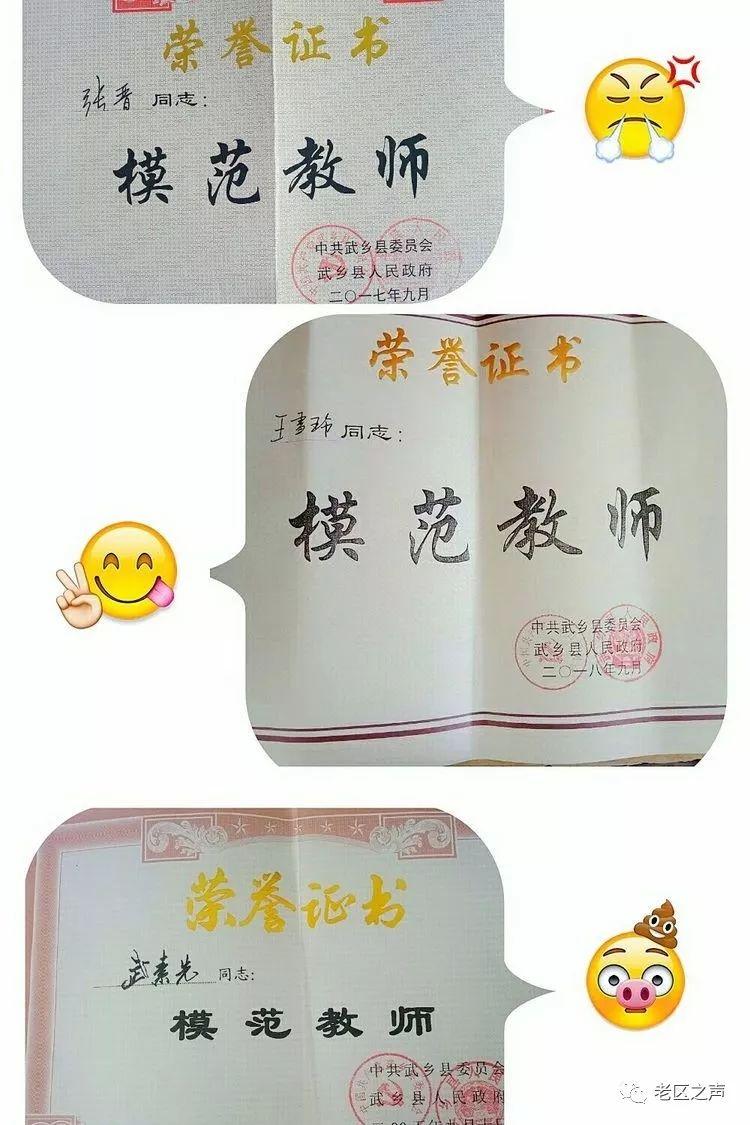 荣誉证书
张晋 同志：
模范教师
中共武乡县委员会
武乡县人民政府
二〇一七年九月
荣誉证书
王雪玲 同志：
模范教师
中共武乡县委员会
武乡县人民政府
二〇一八年九月
荣誉证书
武素先 同志：
模范教师
中共武乡县委员会
武乡县人民政府
老区之声